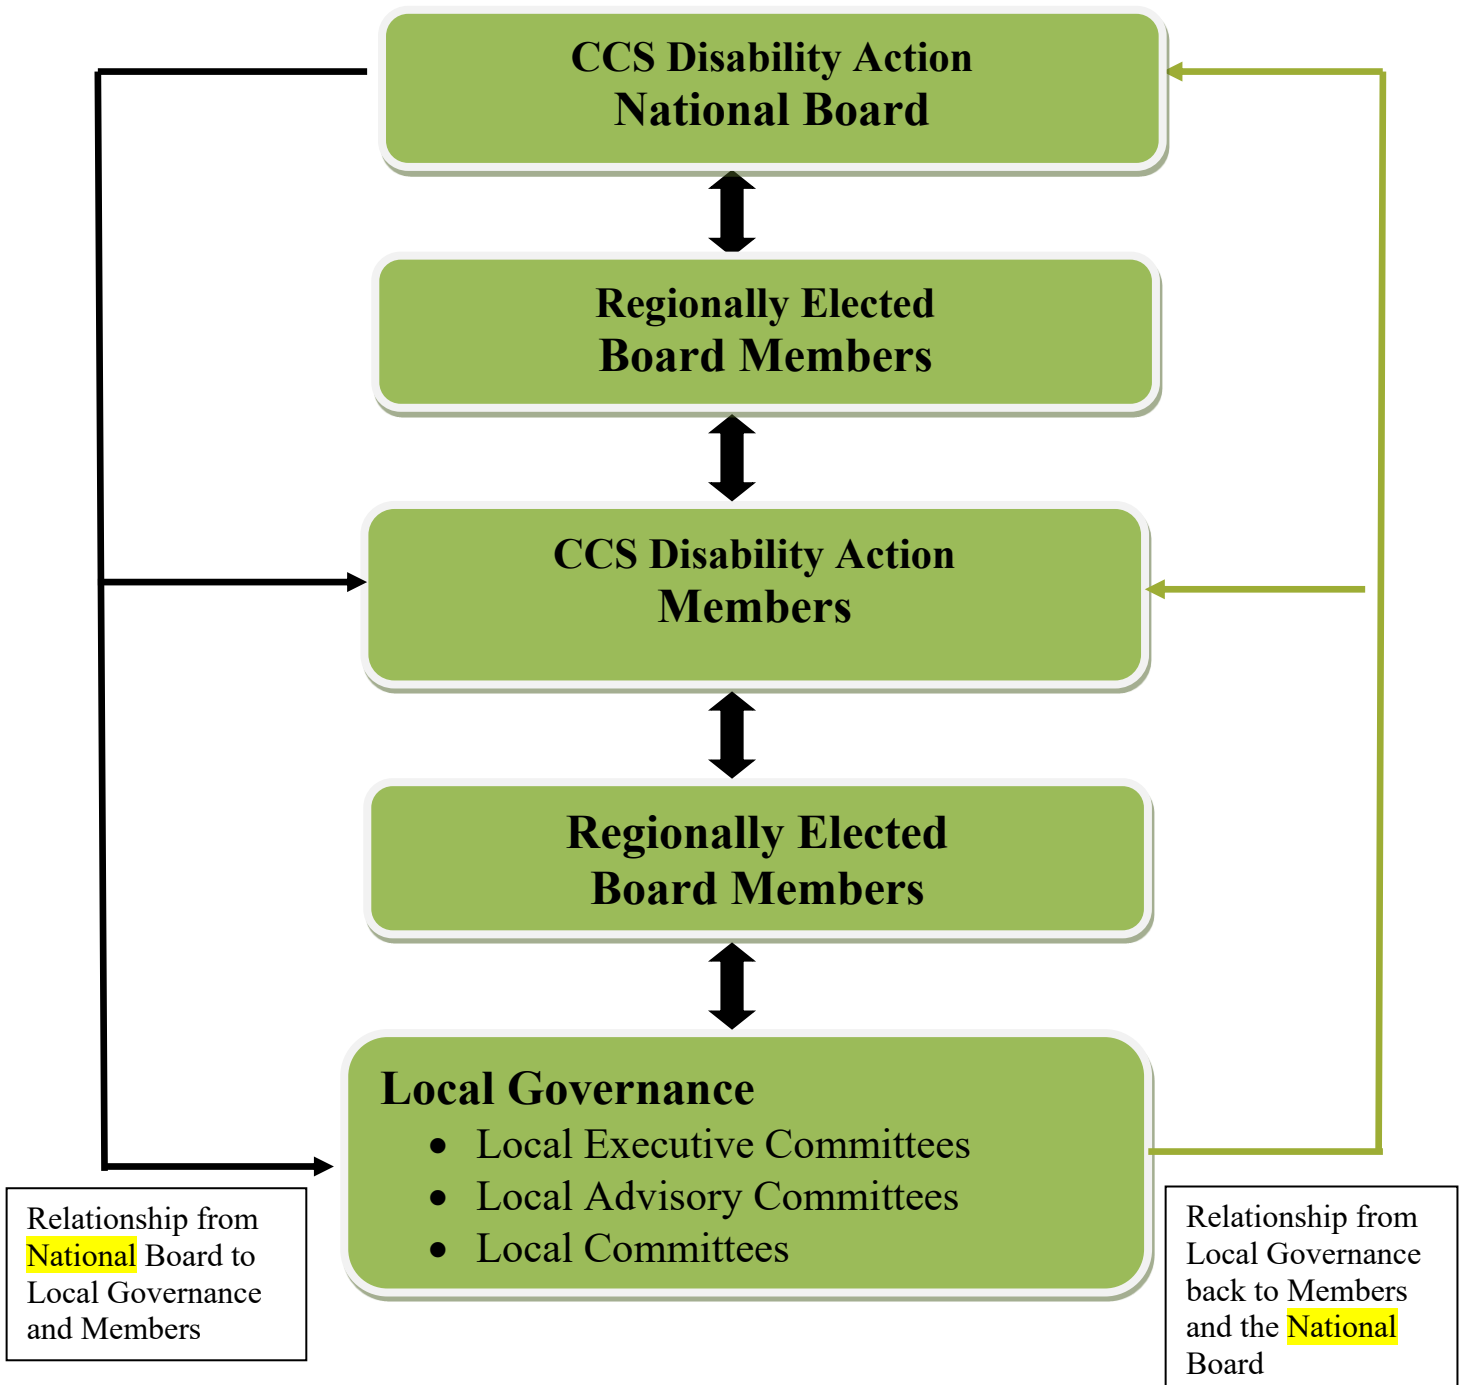 CCS Disability Action
National Board
Regionally Elected
Board Members
CCS Disability Action
Members
Regionally Elected
Board Members
Local Governance
• Local Executive Committees
• Local Advisory Committees
• Local Committees
Relationship from
National Board to
Local Governance
and Members
Relationship from
Local Governance
back to Members
and the National
Board